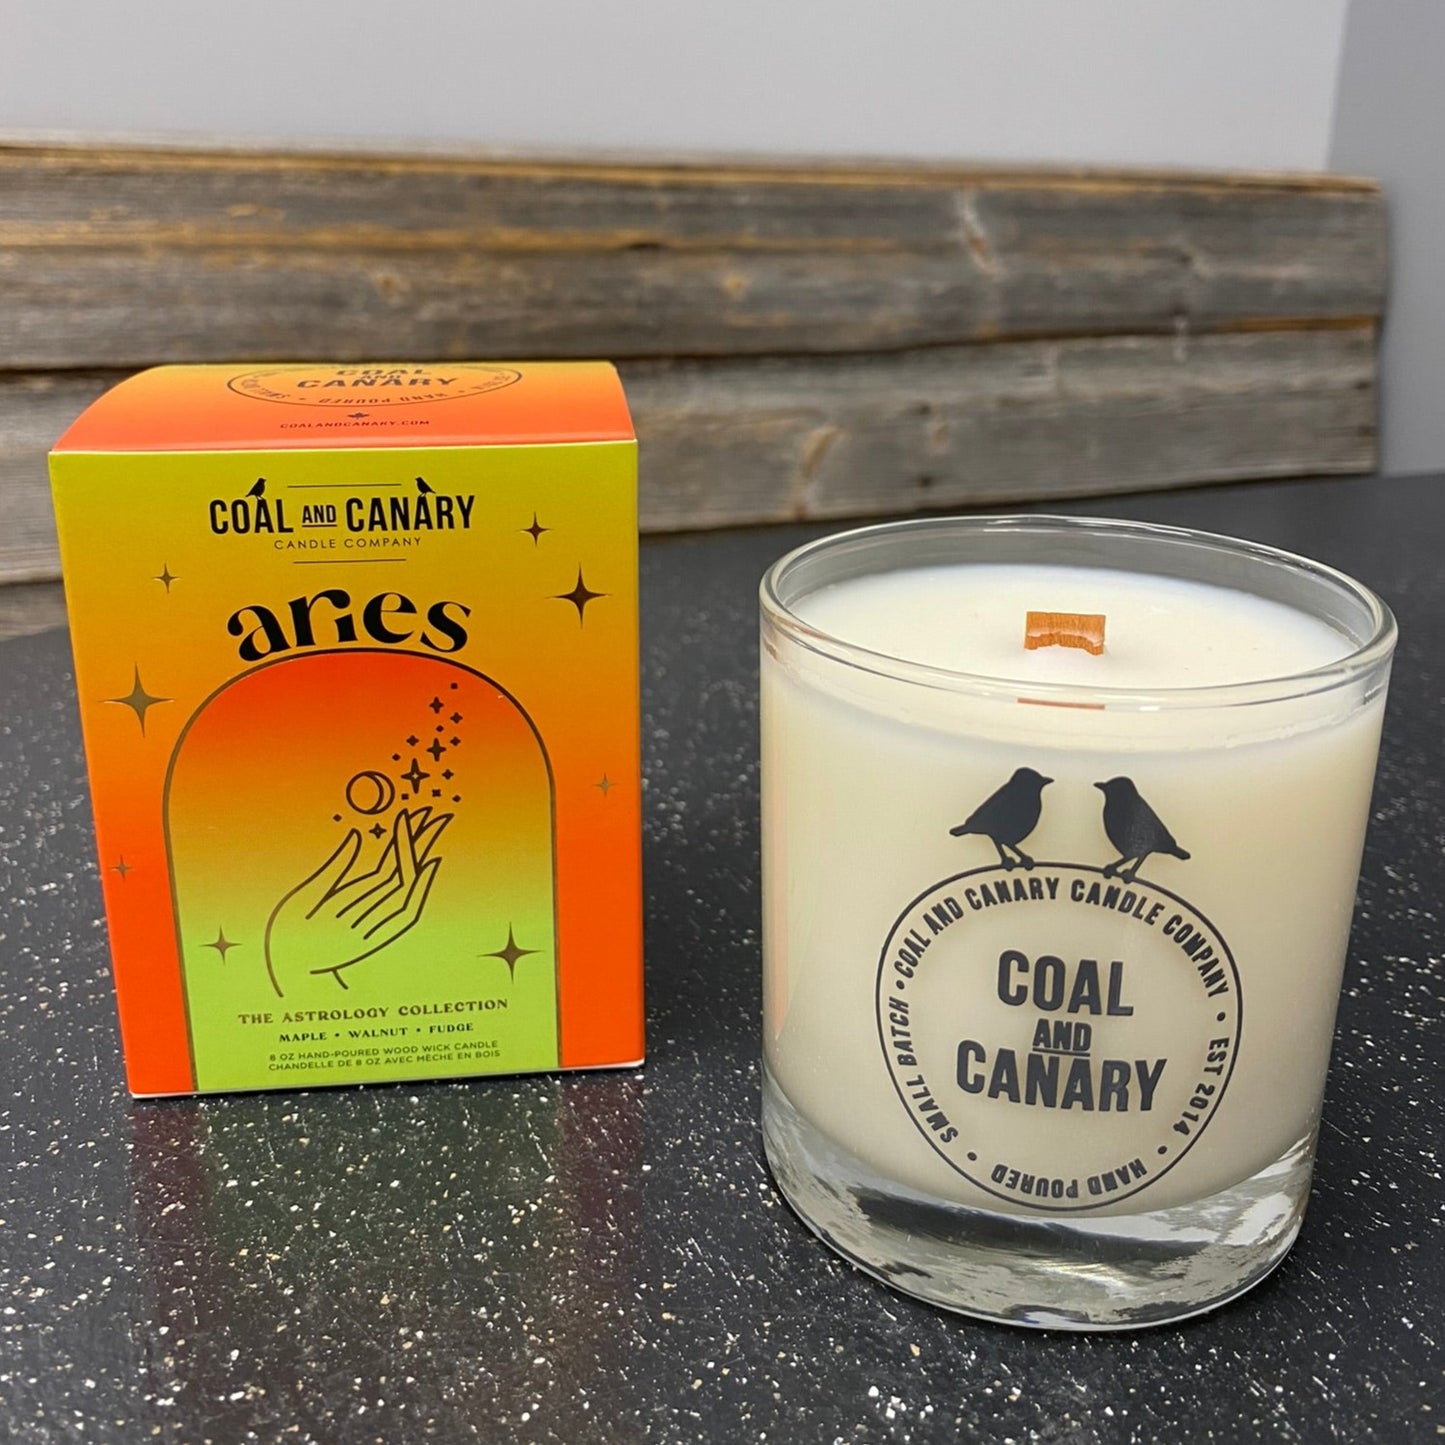 COAL
AND
CANARY
HAND POURED
COALANDCANARY.COM
COAL AND CANARY
CANDLE COMPANY
aries
THE ASTROLOGY COLLECTION
MAPLE • WALNUT • FUDGE
8 OZ HAND-POURED WOOD WICK CANDLE
CHANDELLE DE 8 OZ AVEC MÈCHE EN BOIS
COAL AND CANARY CANDLE COMPANY • EST 2014 • HAND POURED • SMALL BATCH •
COAL
AND
CANARY